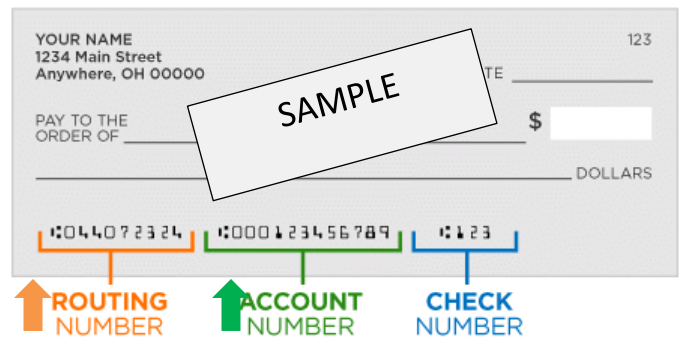 YOUR NAME
123
1234 Main Street
Anywhere, OH 00000
SAMPLE
TE
PAY TO THE
ORDER OF
$
DOLLARS
⑆044072324 ⑆000123456789 ⑆123
ROUTING NUMBER
ACCOUNT NUMBER
CHECK NUMBER